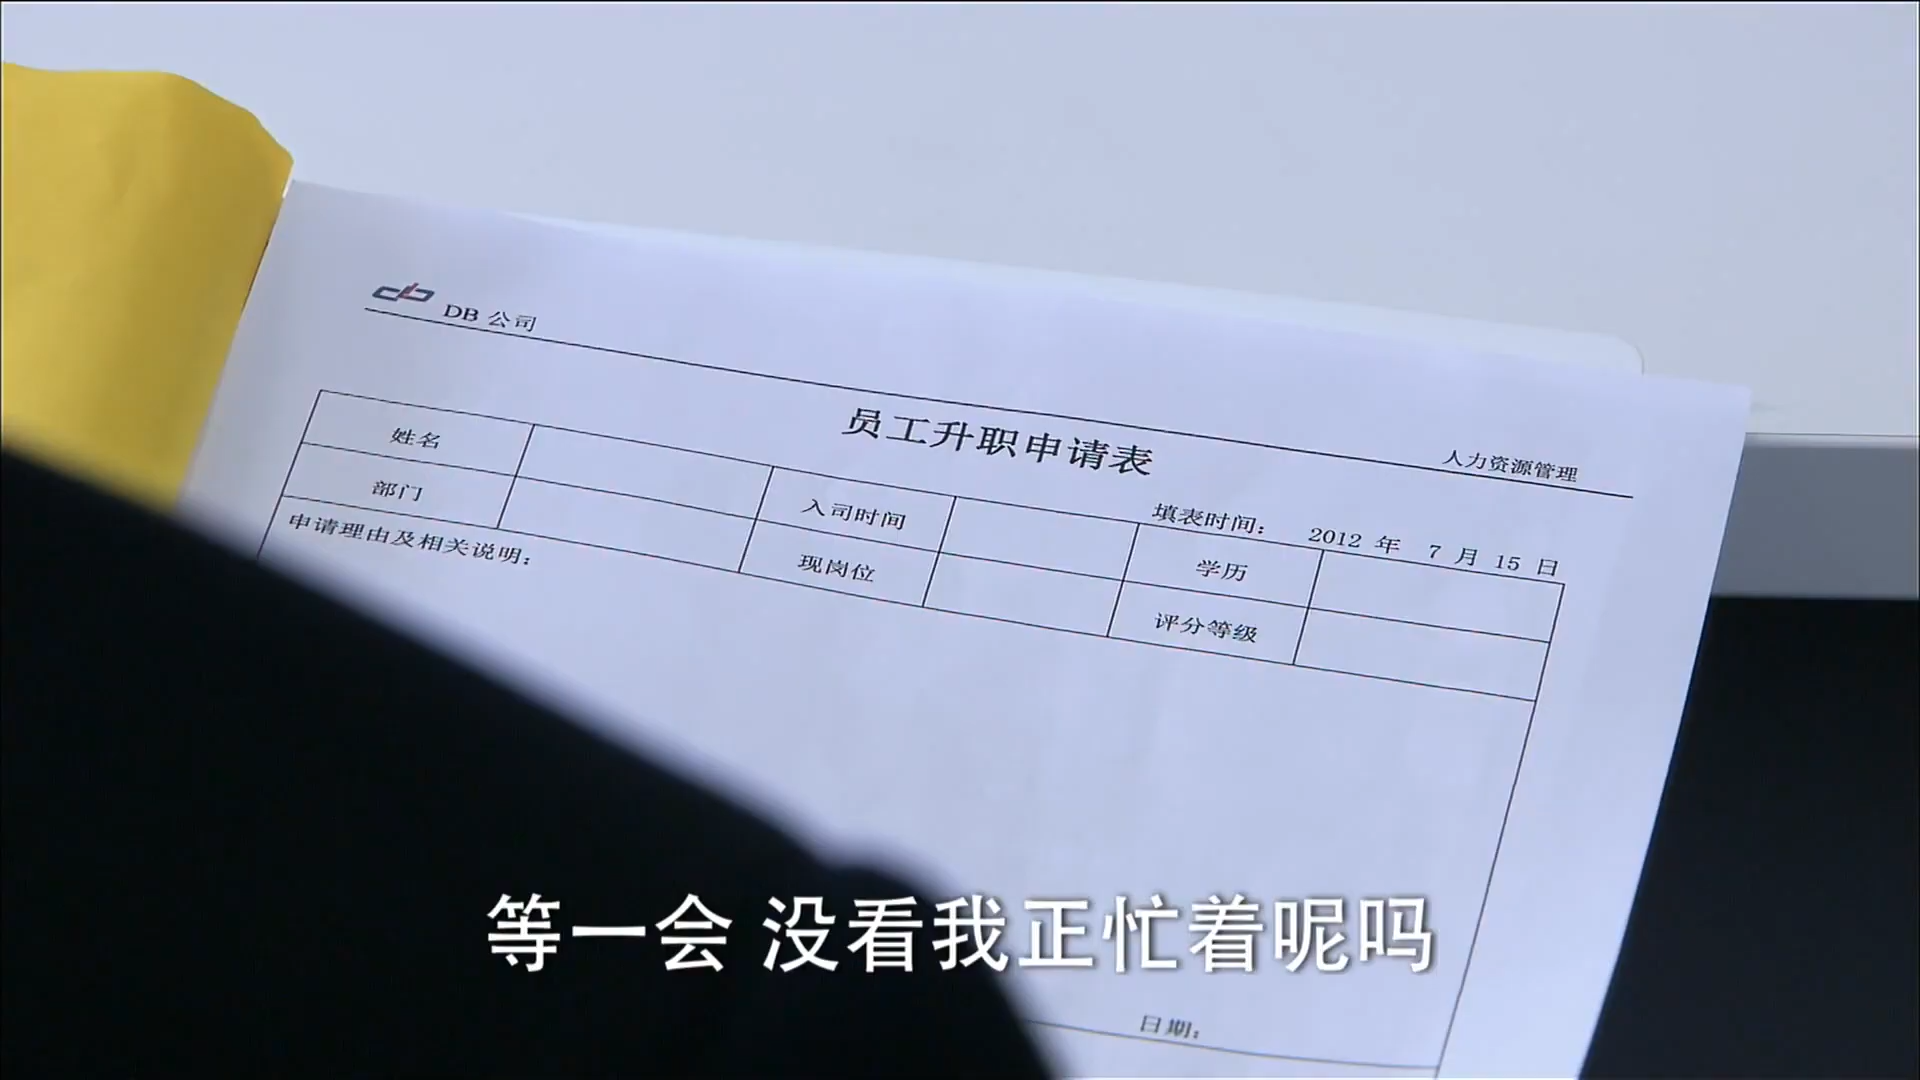 DB 公司
人力资源管理
员工升职申请表
填表时间： 2012 年 7 月 15 日
姓名 入司时间 学历
部门 现岗位 评分等级
申请理由及相关说明：
日期：
等一会 没看我正忙着呢吗